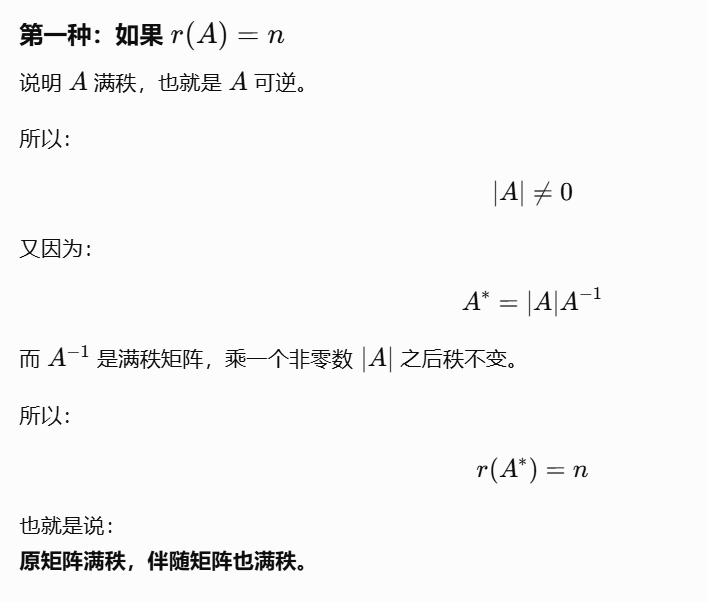 第一种：如果 r(A) = n
说明 A 满秩，也就是 A 可逆。
所以：
|A| ≠ 0
又因为：
A* = |A|A⁻¹
而 A⁻¹ 是满秩矩阵，乘一个非零数 |A| 之后秩不变。
所以：
r(A*) = n
也就是说：
原矩阵满秩，伴随矩阵也满秩。